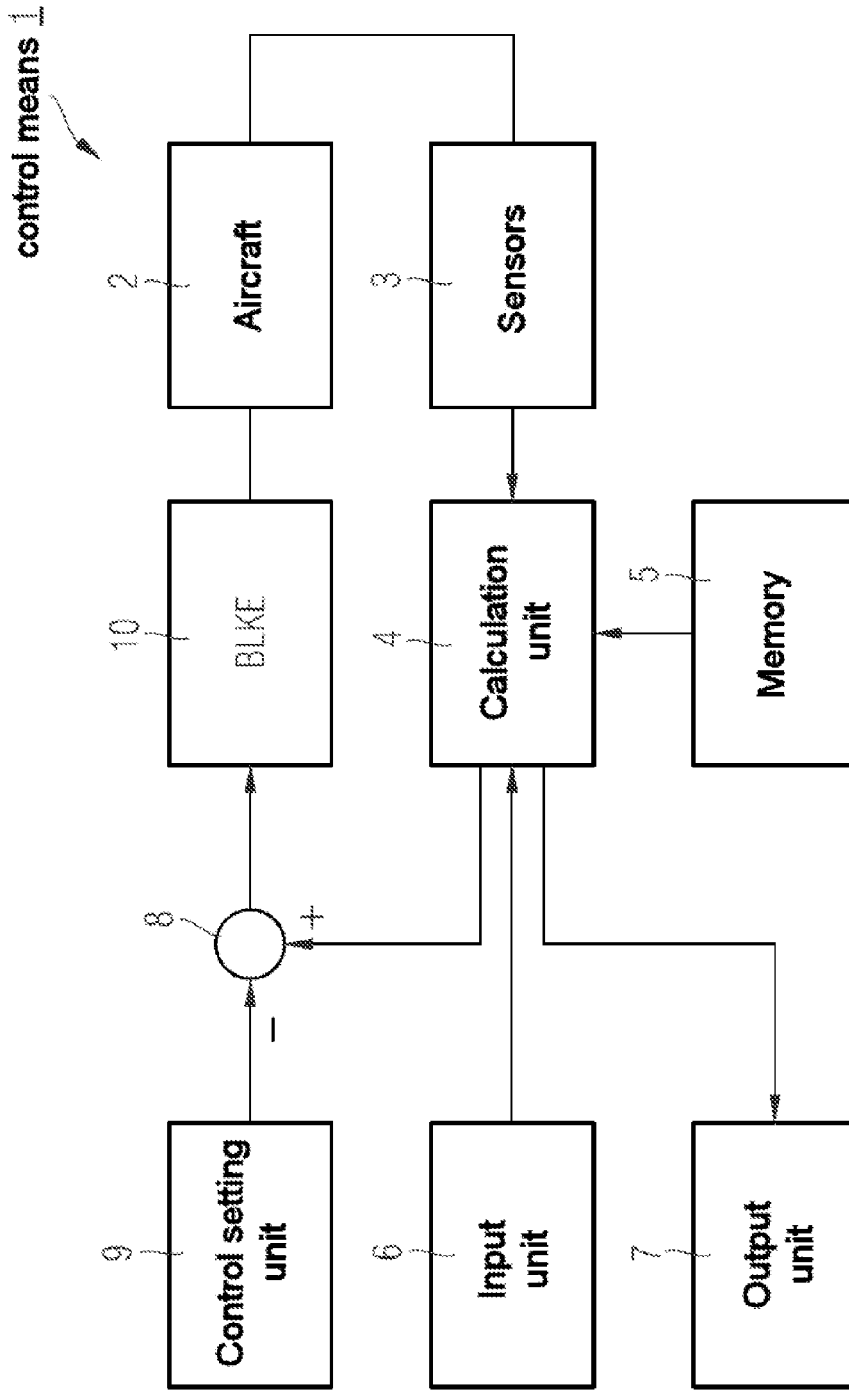 control means 1
9
Control setting
unit
−
8
+
10
BLKE
2
Aircraft
6
Input
unit
4
Calculation
unit
3
Sensors
7
Output
unit
5
Memory